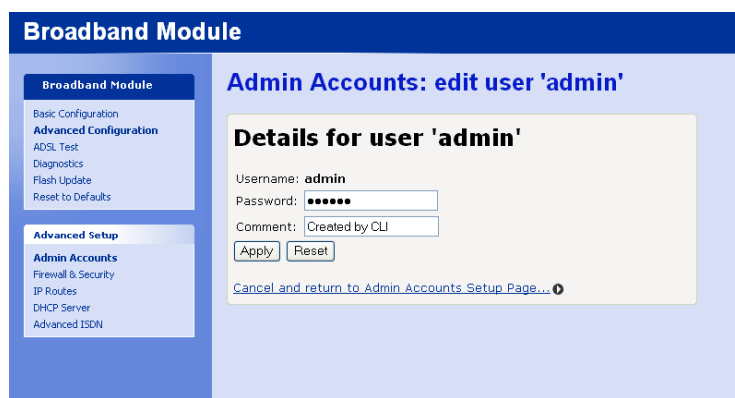 Broadband Module
Broadband Module
Basic Configuration
Advanced Configuration
ADSL Test
Diagnostics
Flash Update
Reset to Defaults
Advanced Setup
Admin Accounts
Firewall & Security
IP Routes
DHCP Server
Advanced ISDN
Admin Accounts: edit user 'admin'
Details for user 'admin'
Username: admin
Password: ••••••
Comment: Created by CLI
Apply Reset
Cancel and return to Admin Accounts Setup Page...